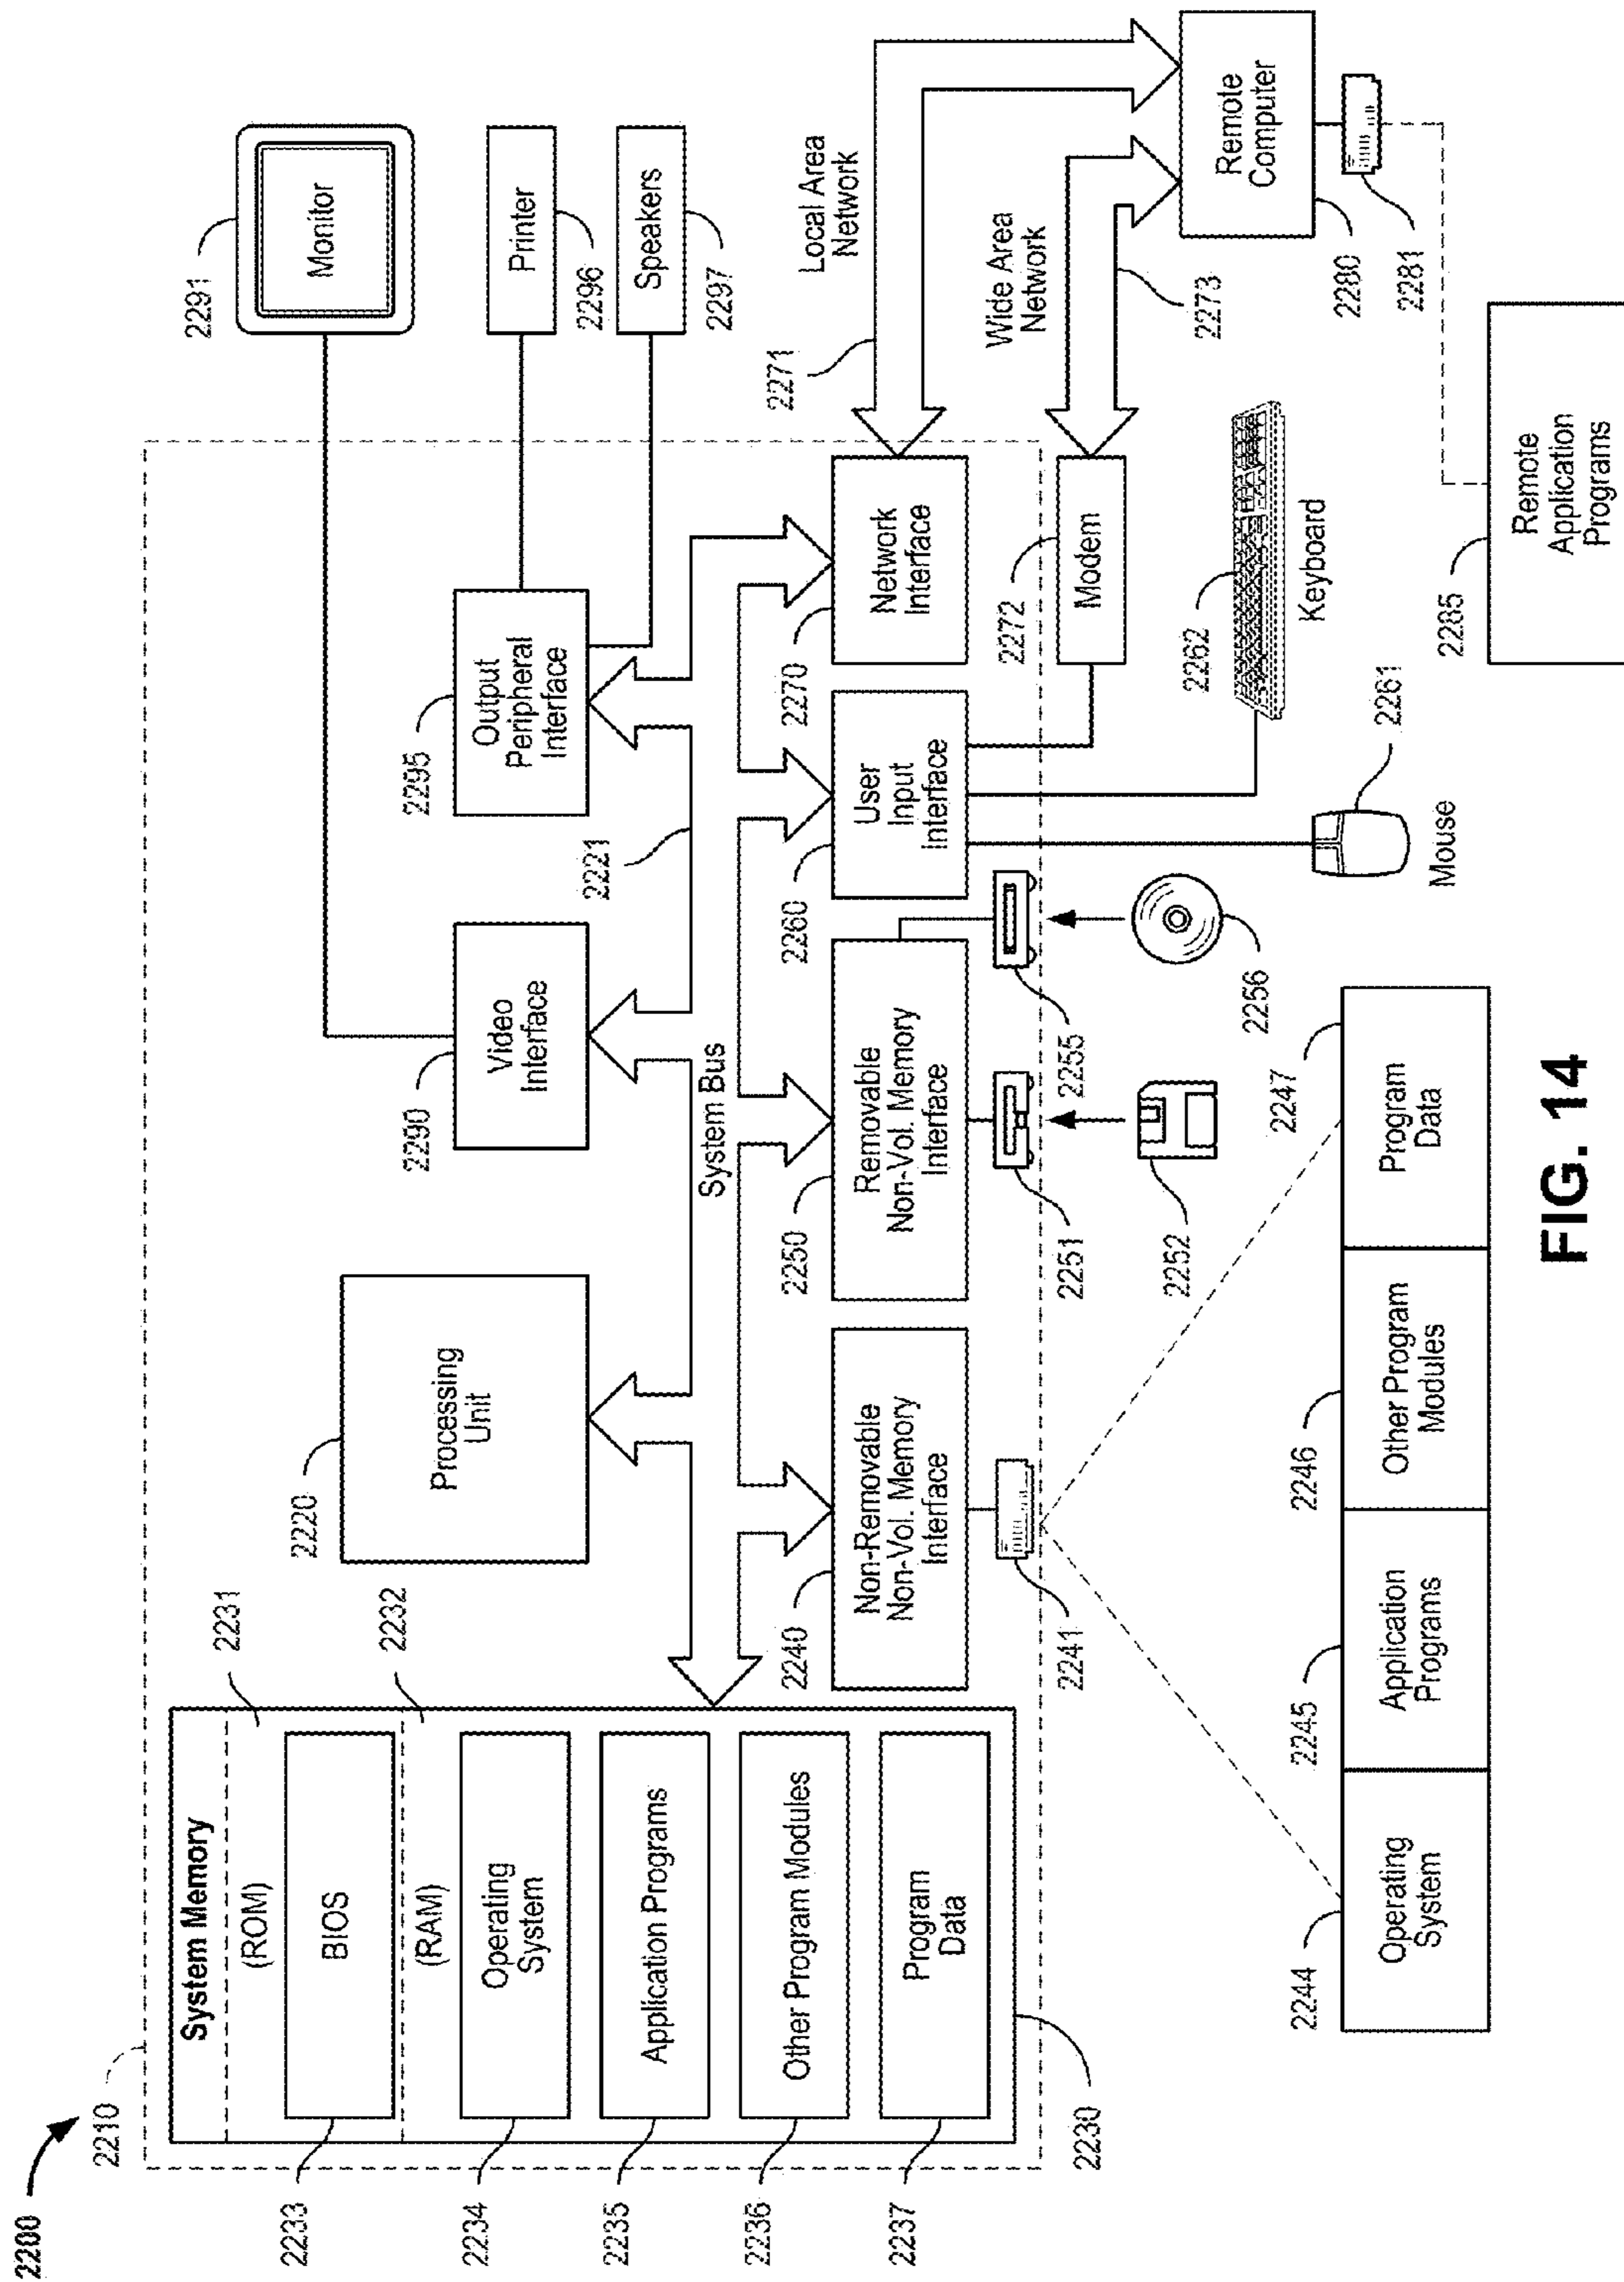 2200
2210
System Memory
(ROM)
2231
BIOS
2233
(RAM)
2232
Operating
System
2234
Application Programs
2235
Other Program Modules
2236
Program
Data
2237
2230
2220
Processing
Unit
2290
Video
Interface
2295
Output
Peripheral
Interface
2291
Monitor
Printer
2296
Speakers
2297
System Bus
2221
2240
Non-Removable
Non-Vol. Memory
Interface
2250
Removable
Non-Vol. Memory
Interface
2260
User
Input
Interface
2270
Network
Interface
2271
Local Area
Network
2241
2251
2255
2272
Modem
Wide Area
Network
2273
2252
2256
2262
Keyboard
Remote
Computer
2280
2281
2261
Mouse
2244
Operating
System
2245
Application
Programs
2246
Other Program
Modules
2247
Program
Data
2285
Remote
Application
Programs
FIG. 14